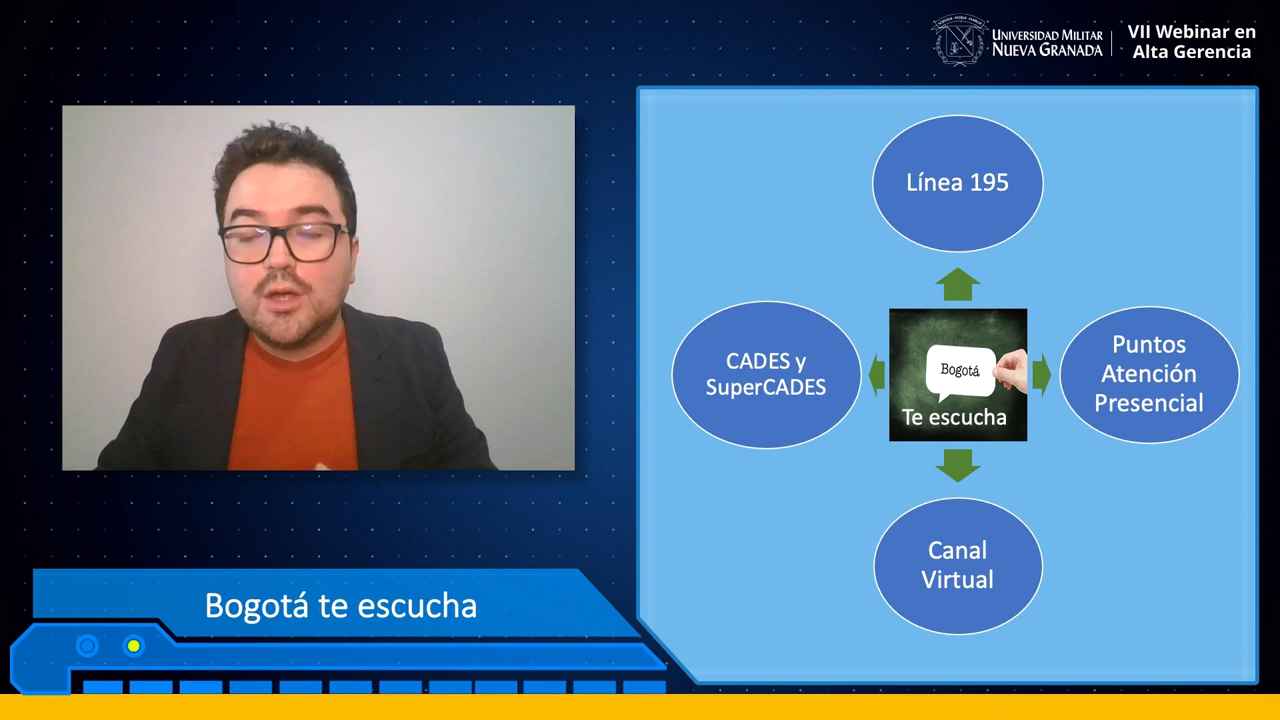 UNIVERSIDAD MILITAR
NUEVA GRANADA
VII Webinar en
Alta Gerencia
Línea 195
CADES y
SuperCADES
Bogotá
Te escucha
Puntos
Atención
Presencial
Canal
Virtual
Bogotá te escucha